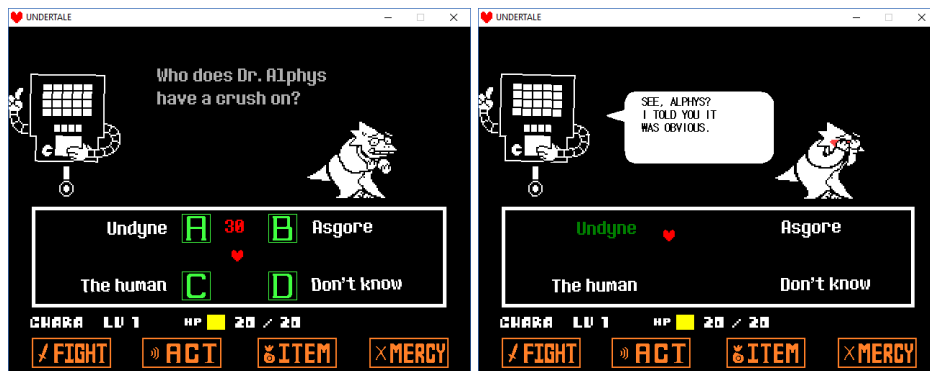 UNDERTALE
Who does Dr. Alphys
have a crush on?
Undyne A 30 B Asgore
The human C D Don't know
CHARA LV 1 HP 20 / 20
FIGHT ACT ITEM MERCY
UNDERTALE
SEE, ALPHYS?
I TOLD YOU IT
WAS OBVIOUS.
Undyne Asgore
The human Don't know
CHARA LV 1 HP 20 / 20
FIGHT ACT ITEM MERCY